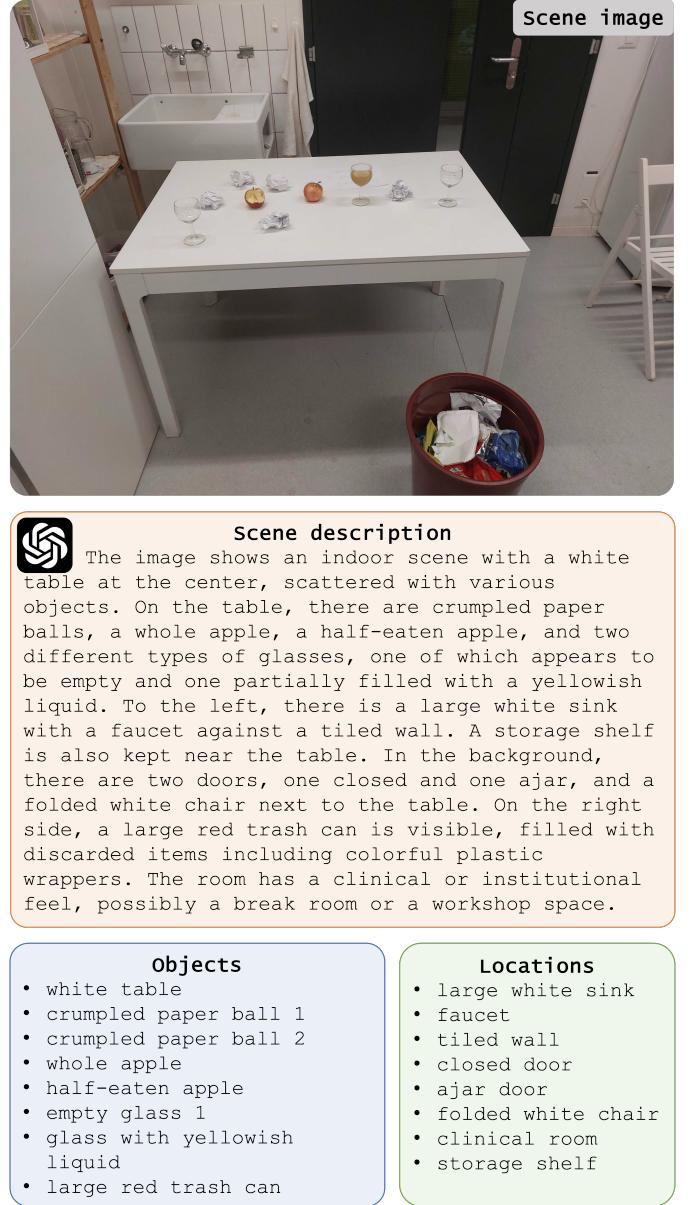 Scene image
Scene description
The image shows an indoor scene with a white
table at the center, scattered with various
objects. On the table, there are crumpled paper
balls, a whole apple, a half-eaten apple, and two
different types of glasses, one of which appears to
be empty and one partially filled with a yellowish
liquid. To the left, there is a large white sink
with a faucet against a tiled wall. A storage shelf
is also kept near the table. In the background,
there are two doors, one closed and one ajar, and a
folded white chair next to the table. On the right
side, a large red trash can is visible, filled with
discarded items including colorful plastic
wrappers. The room has a clinical or institutional
feel, possibly a break room or a workshop space.
Objects
• white table
• crumpled paper ball 1
• crumpled paper ball 2
• whole apple
• half-eaten apple
• empty glass 1
• glass with yellowish
liquid
• large red trash can
Locations
• large white sink
• faucet
• tiled wall
• closed door
• ajar door
• folded white chair
• clinical room
• storage shelf